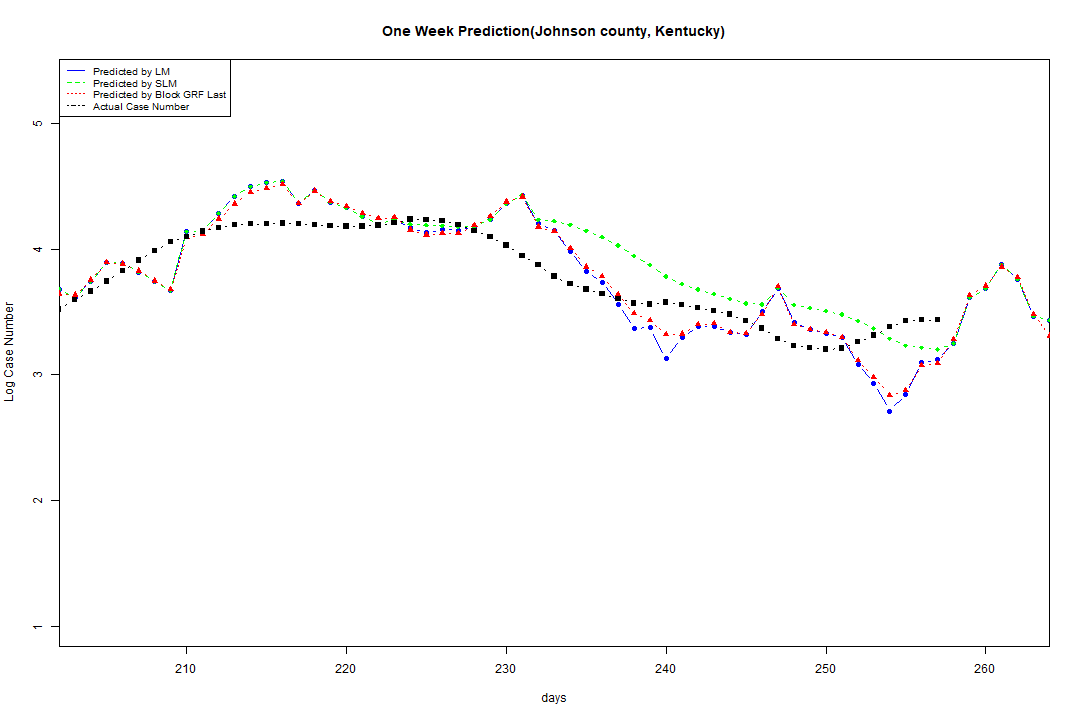 One Week Prediction(Johnson county, Kentucky)
Predicted by LM
Predicted by SLM
Predicted by Block GRF Last
Actual Case Number
5
4
3
2
1
Log Case Number
210 220 230 240 250 260
days